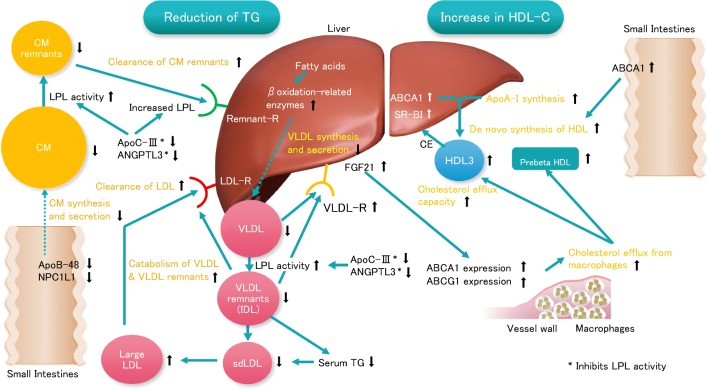 Reduction of TG
Liver
Increase in HDL-C
Small Intestines
CM
remnants ↓
Clearance of CM remnants ↑
LPL activity ↑
Increased LPL
Remnant-R
Fatty acids
β oxidation-related
enzymes ↑
ABCA1 ↑
SR-BI ↑
ApoA-I synthesis ↑
ABCA1 ↑
De novo synthesis of HDL ↑
CM ↓
ApoC-Ⅲ* ↓
ANGPTL3* ↓
VLDL synthesis
and secretion ↓
CE
HDL3 ↑
Prebeta HDL ↑
Clearance of LDL ↑
LDL-R
FGF21 ↑
Cholesterol efflux
capacity ↑
CM synthesis
and secretion ↓
VLDL-R ↑
VLDL ↓
ApoB-48 ↓
NPC1L1 ↓
Catabolism of VLDL
& VLDL remnants ↑
LPL activity ↑
ApoC-Ⅲ* ↓
ANGPTL3* ↓
ABCA1 expression ↑
ABCG1 expression ↑
Cholesterol efflux from
macrophages ↑
VLDL
remnants
(IDL) ↓
Vessel wall
Macrophages
Small Intestines
Large
LDL ↑
sdLDL ↓
Serum TG ↓
* Inhibits LPL activity